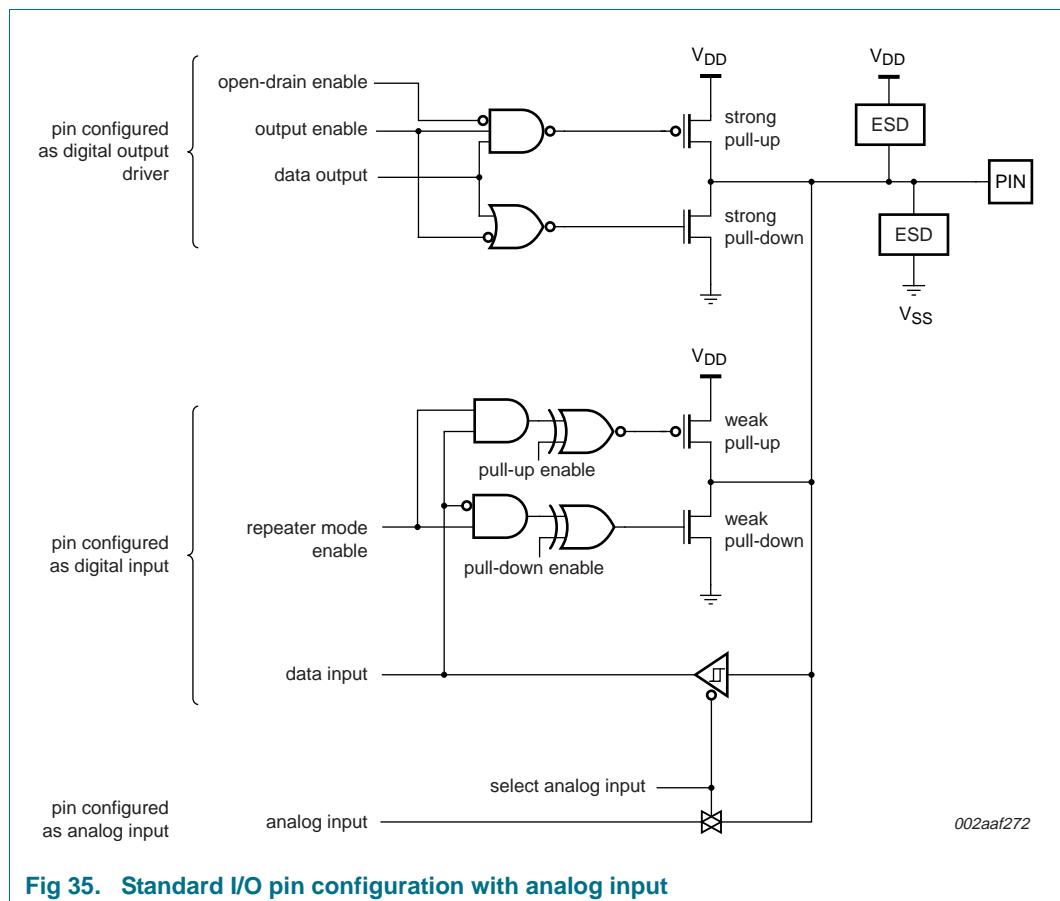 open-drain enable
output enable
data output
pin configured
as digital output
driver
VDD
strong
pull-up
strong
pull-down
VDD
ESD
PIN
ESD
VSS
VDD
weak
pull-up
pull-up enable
repeater mode
enable
pin configured
as digital input
pull-down enable
weak
pull-down
data input
select analog input
pin configured
as analog input
analog input
002aaf272
Fig 35. Standard I/O pin configuration with analog input